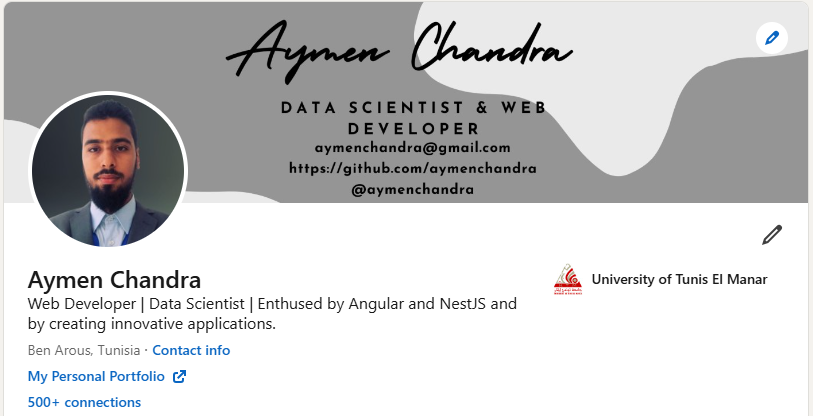 Aymen Chandra
DATA SCIENTIST & WEB
DEVELOPER
aymenchandra@gmail.com
https://github.com/aymenchandra
@aymenchandra
Aymen Chandra
University of Tunis El Manar
Web Developer | Data Scientist | Enthused by Angular and NestJS and
by creating innovative applications.
Ben Arous, Tunisia · Contact info
My Personal Portfolio
500+ connections